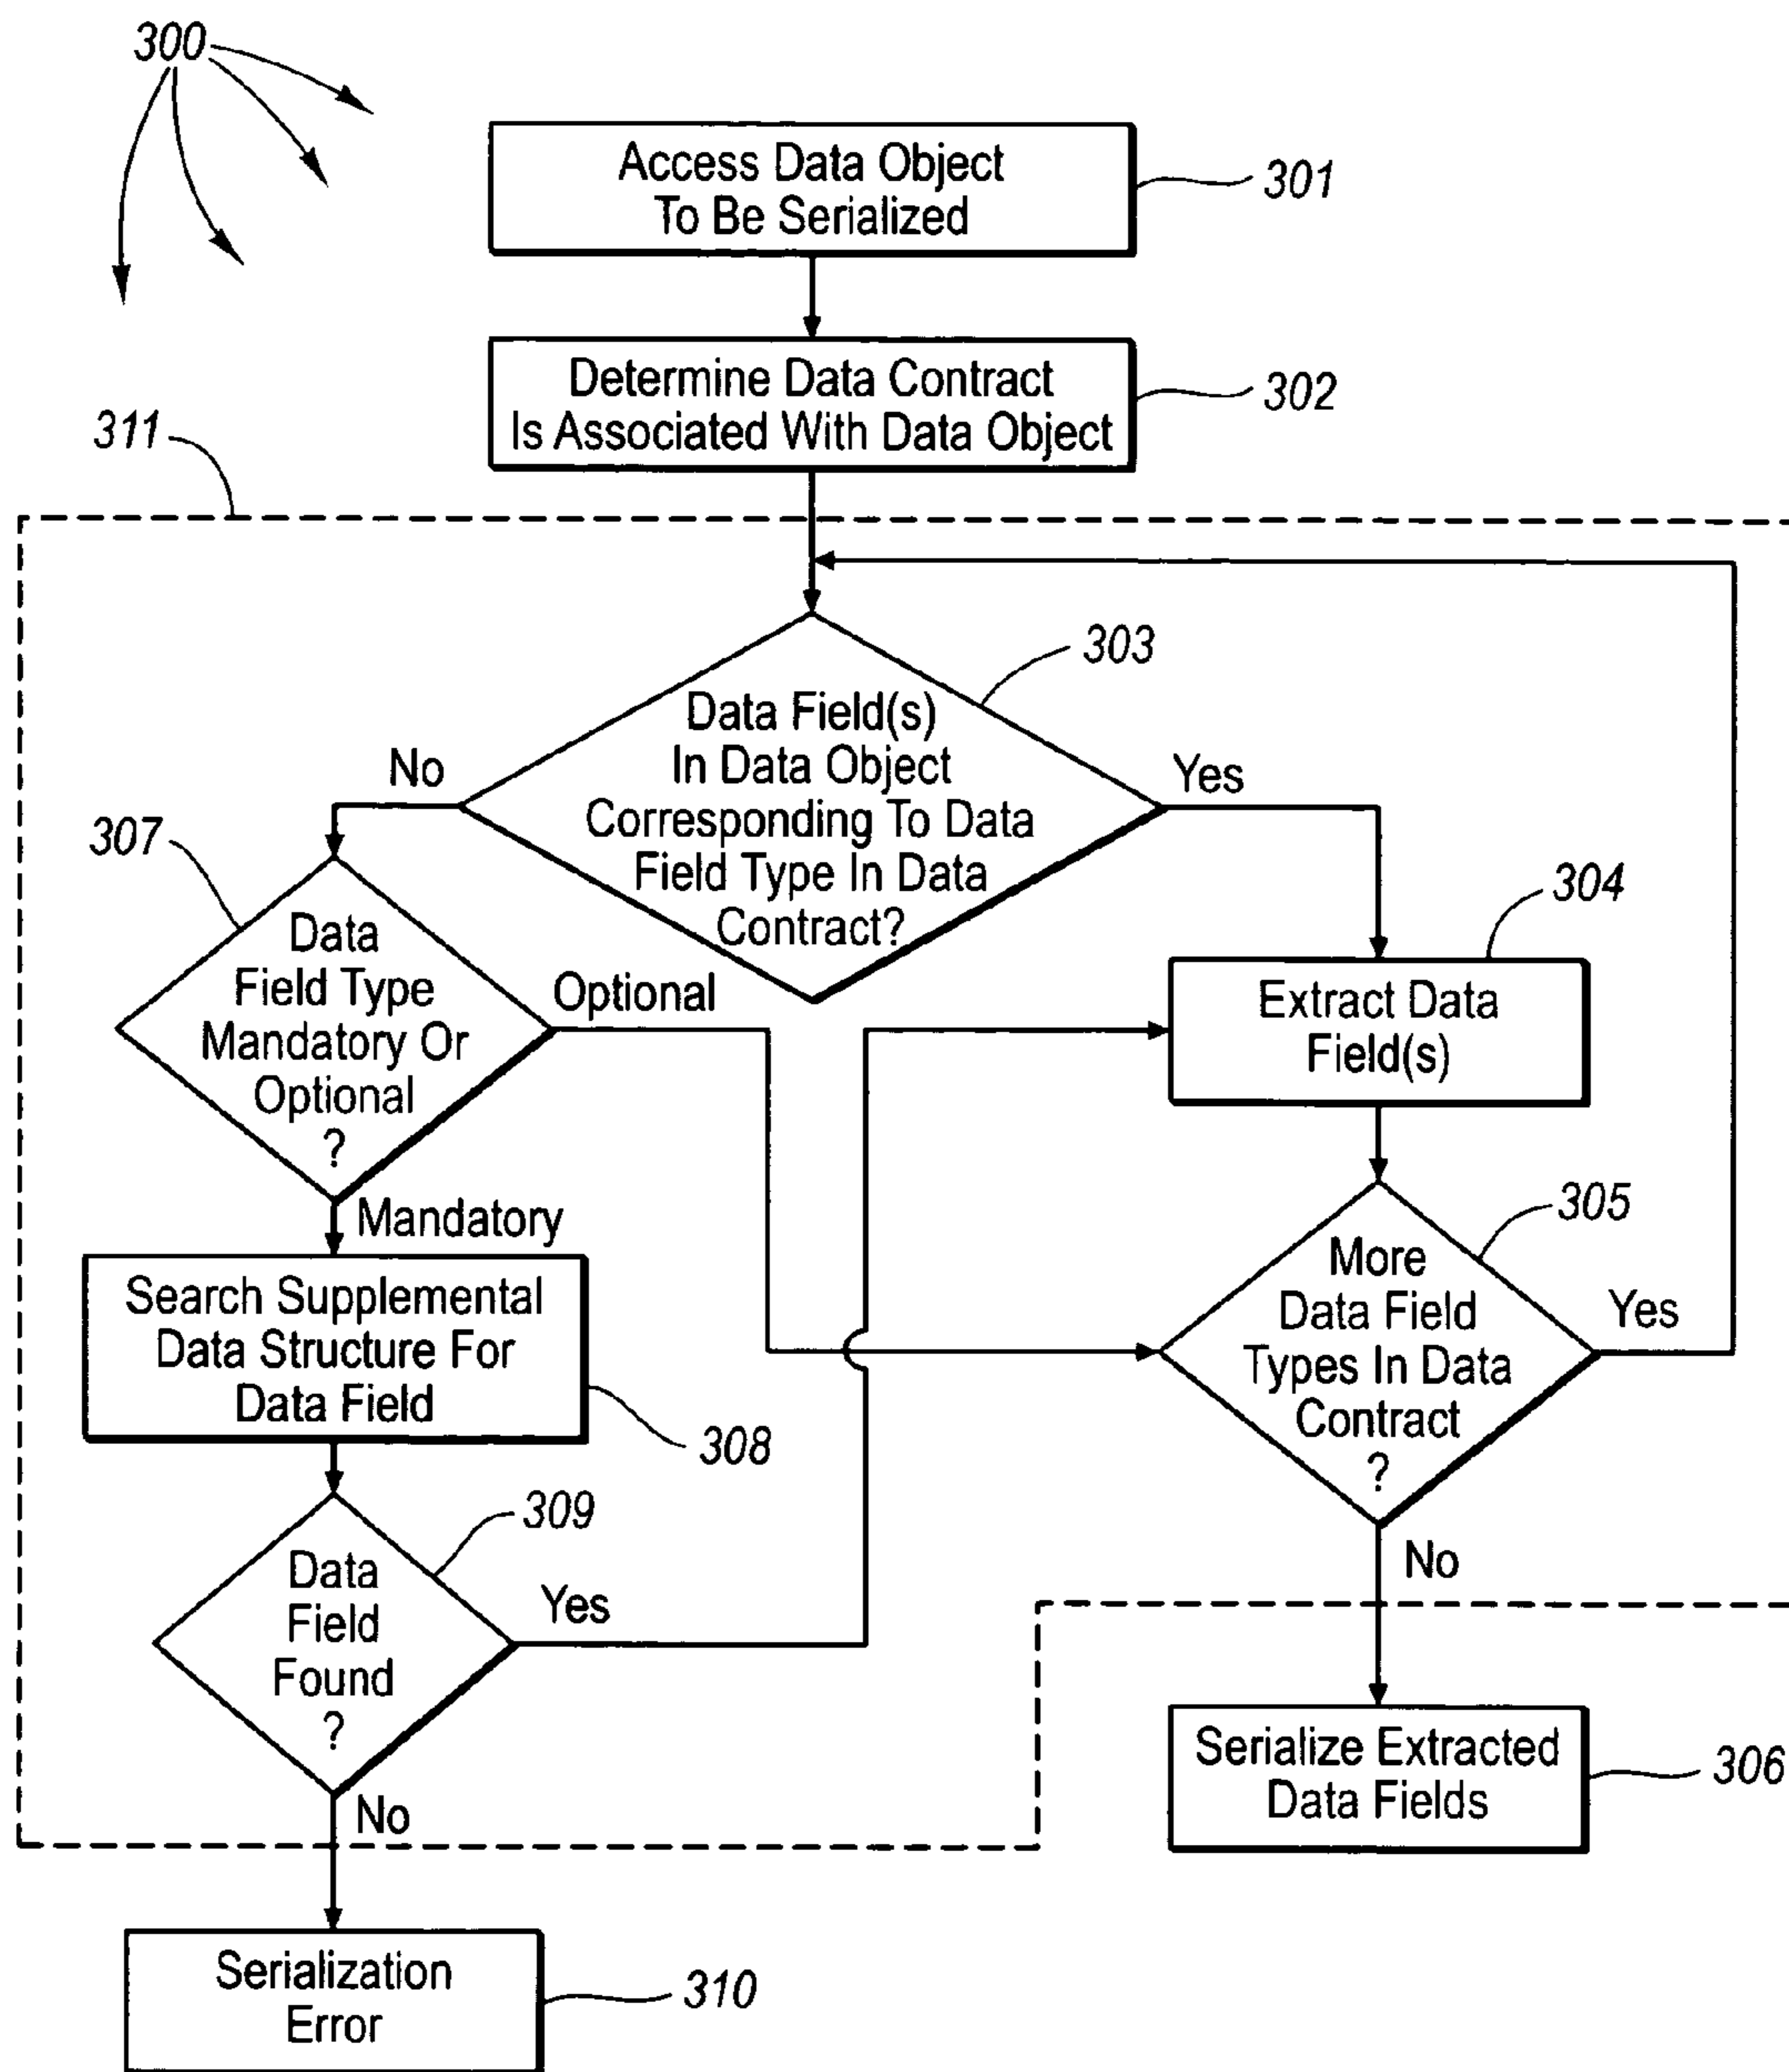 300
Access Data Object
To Be Serialized
301
Determine Data Contract
Is Associated With Data Object
302
311
Data Field(s)
In Data Object
Corresponding To Data
Field Type In Data
Contract?
303
No
Yes
307
Data
Field Type
Mandatory Or
Optional
?
Optional
304
Extract Data
Field(s)
Mandatory
305
More
Data Field
Types In Data
Contract
?
Yes
Search Supplemental
Data Structure For
Data Field
308
309
Data
Field
Found
?
Yes
No
No
Serialize Extracted
Data Fields
306
Serialization
Error
310